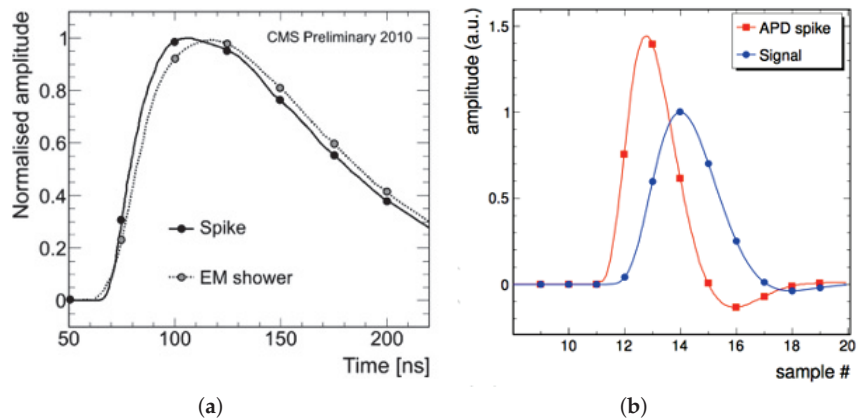 CMS Preliminary 2010
Normalised amplitude
1
0.8
0.6
0.4
0.2
0
Spike
EM shower
50
100
150
200
Time [ns]
(a)
amplitude (a.u.)
1.5
1
0.5
0
APD spike
Signal
10
12
14
16
18
20
sample #
(b)